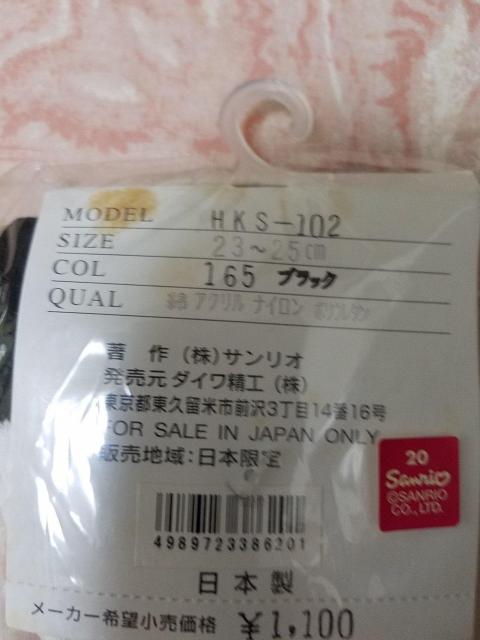 MODEL HKS-102
SIZE 23~25cm
COL 165 ブラック
QUAL 綿 アクリル ナイロン ポリウレタン
著 作 (株)サンリオ
発売元 ダイワ精工 (株)
東京都東久留米市前沢3丁目14番16号
FOR SALE IN JAPAN ONLY
販売地域:日本限定
20
Sanrio
©SANRIO
CO., LTD.
4989723386201
日本製
メーカー希望小売価格 ¥1,100